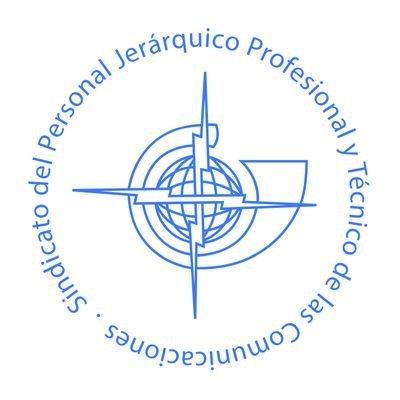 Sindicato del Personal Jerárquico Profesional y Técnico de las Comunicaciones .